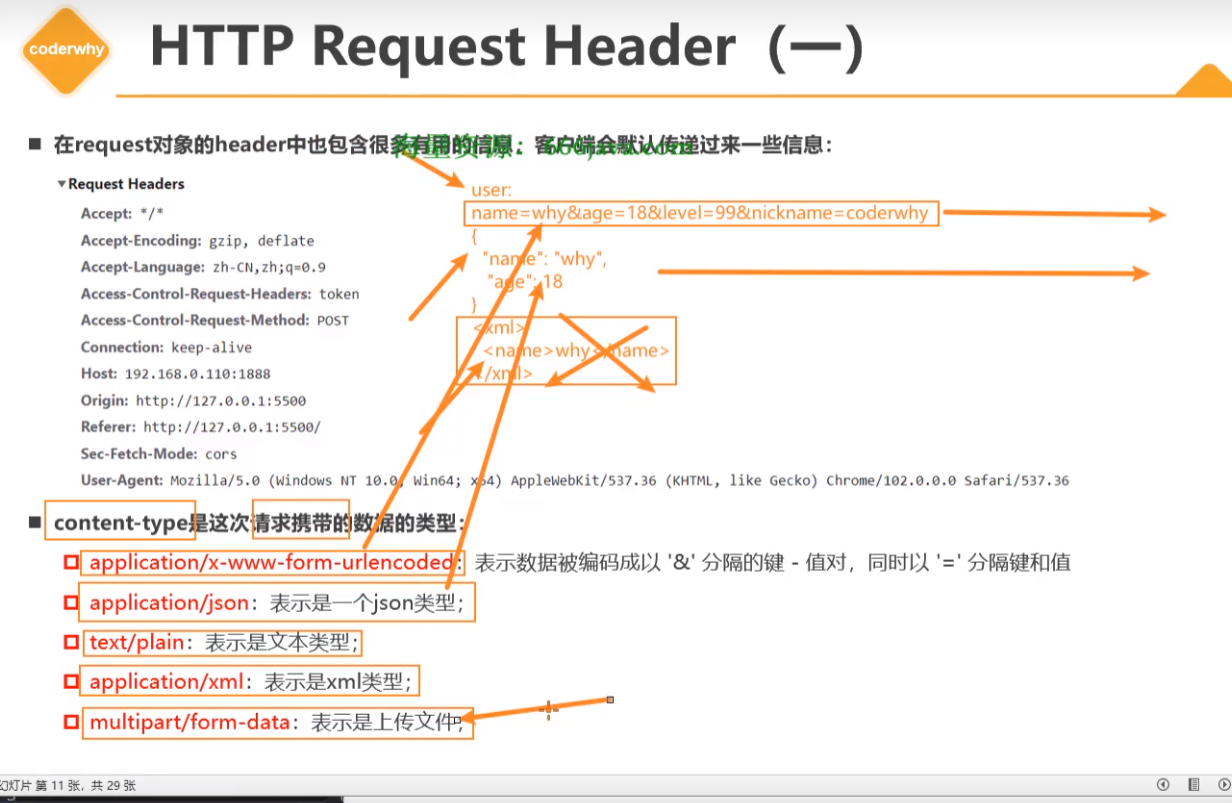 coderwhy
HTTP Request Header（一）
在request对象的header中也包含很多有用的信息，客户端会默认传递过来一些信息：
海量资源：666java.com
Request Headers
Accept: */*
Accept-Encoding: gzip, deflate
Accept-Language: zh-CN,zh;q=0.9
Access-Control-Request-Headers: token
Access-Control-Request-Method: POST
Connection: keep-alive
Host: 192.168.0.110:1888
Origin: http://127.0.0.1:5500
Referer: http://127.0.0.1:5500/
Sec-Fetch-Mode: cors
User-Agent: Mozilla/5.0 (Windows NT 10.0; Win64; x64) AppleWebKit/537.36 (KHTML, like Gecko) Chrome/102.0.0.0 Safari/537.36
user:
name=why&age=18&level=99&nickname=coderwhy
{
"name": "why",
"age": 18
}
<xml>
<name>why</name>
</xml>
content-type是这次请求携带的数据的类型：
application/x-www-form-urlencoded：表示数据被编码成以 '&' 分隔的键 - 值对，同时以 '=' 分隔键和值
application/json：表示是一个json类型；
text/plain：表示是文本类型；
application/xml：表示是xml类型；
multipart/form-data：表示是上传文件；
幻灯片 第 11 张，共 29 张